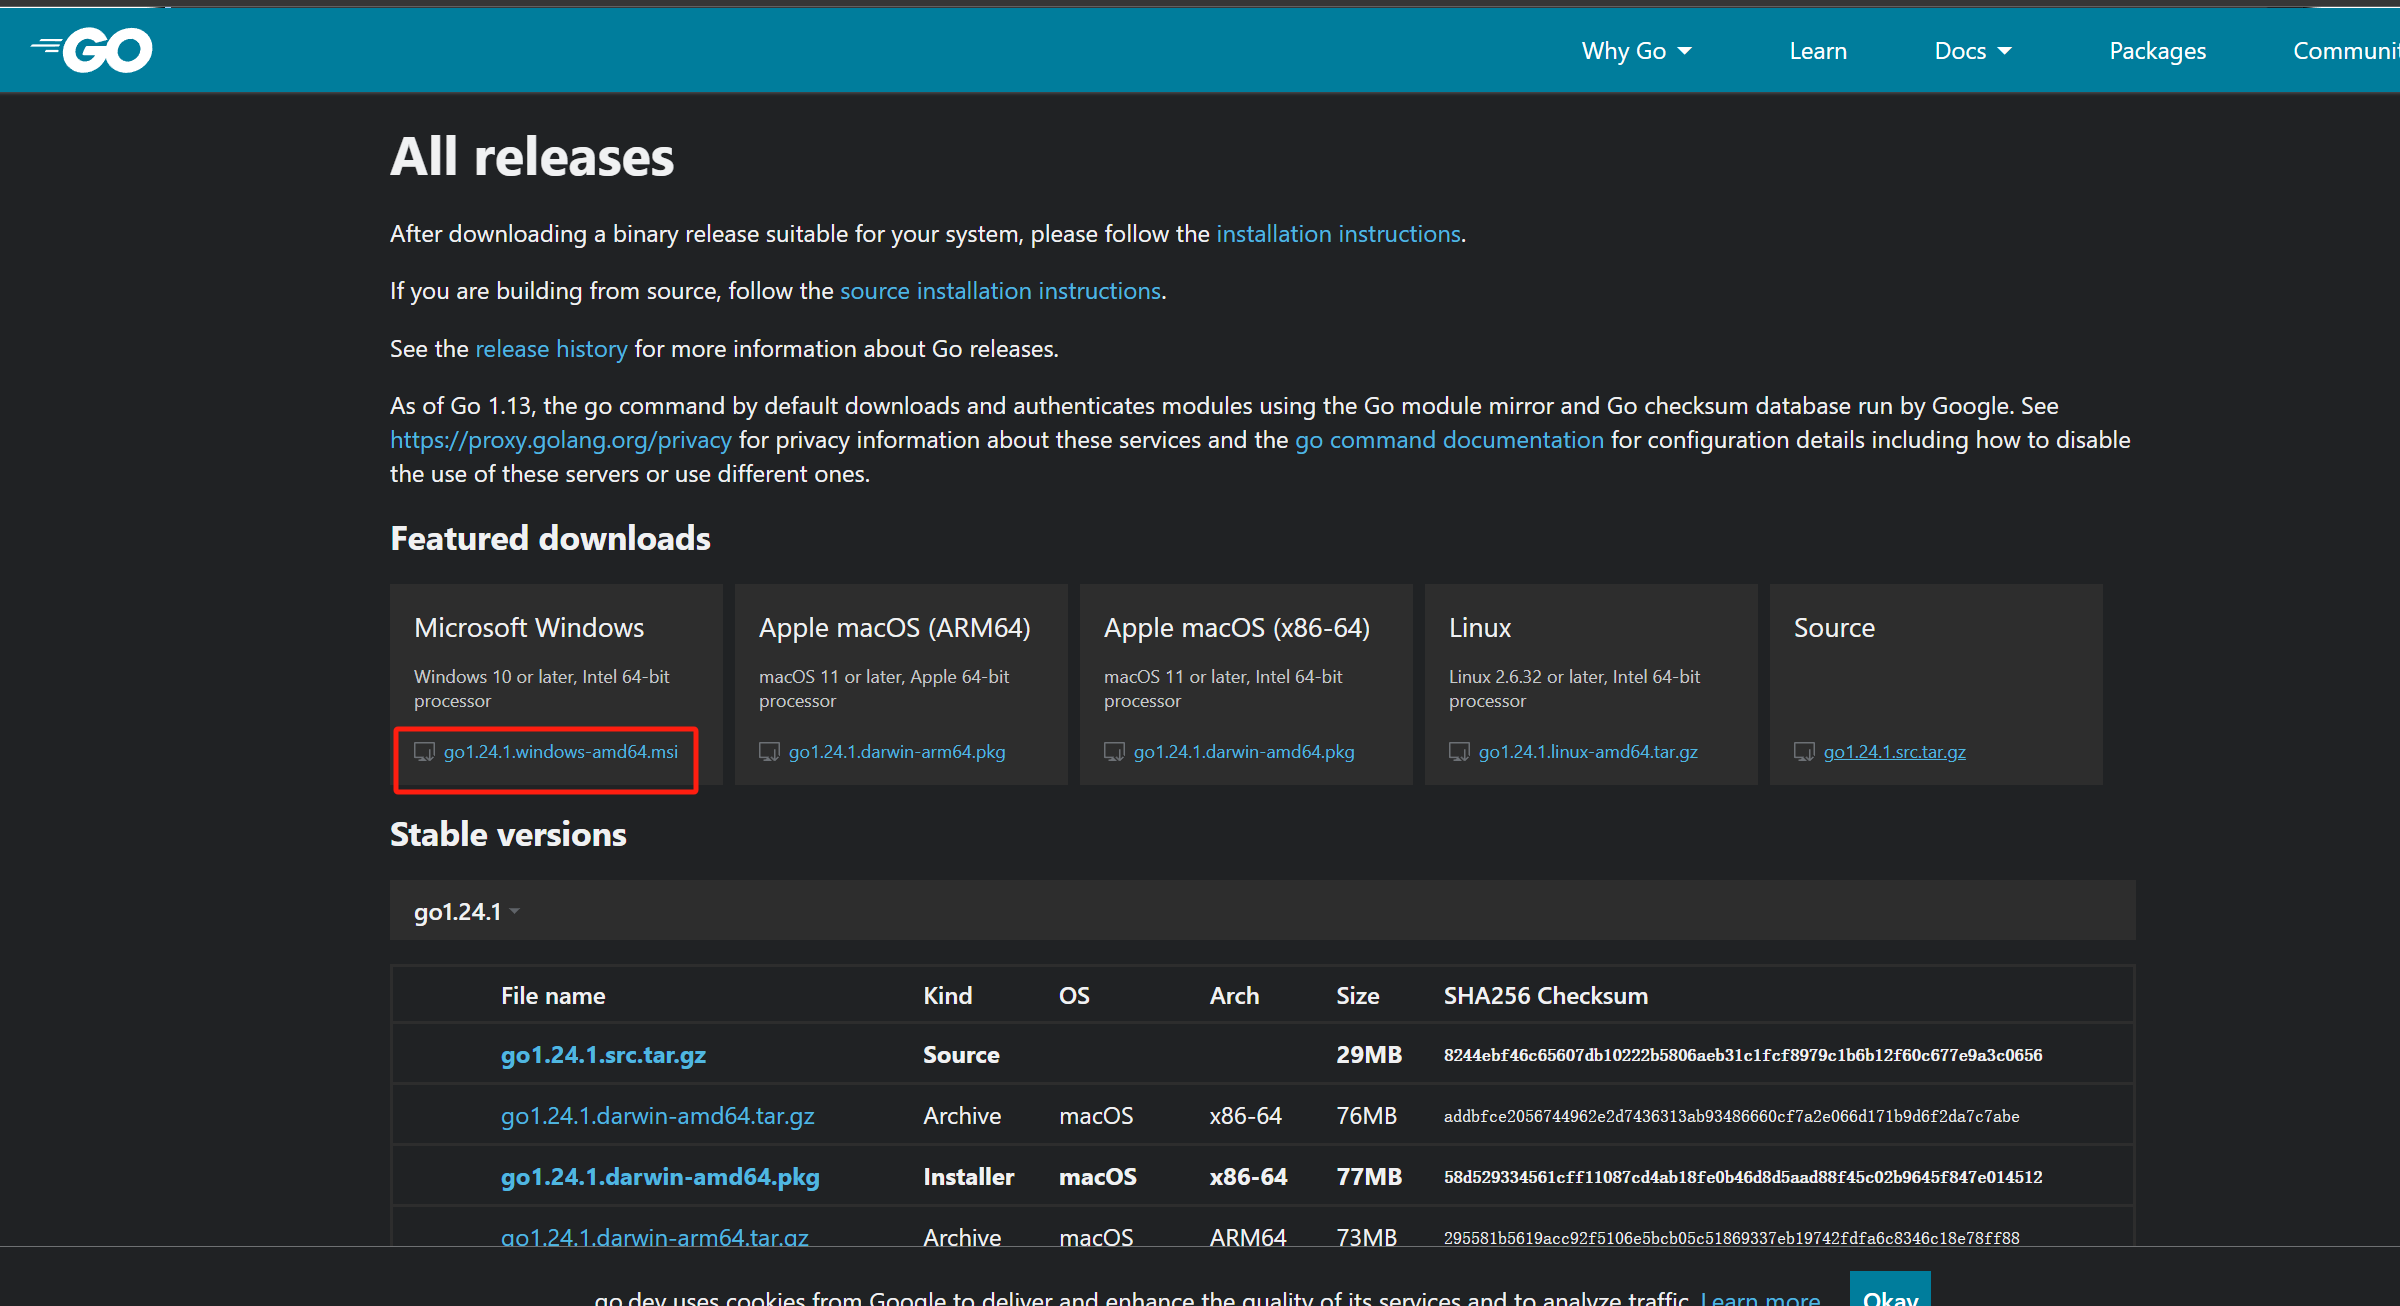 GO
Why Go
Learn
Docs
Packages
Communit
All releases
After downloading a binary release suitable for your system, please follow the installation instructions.
If you are building from source, follow the source installation instructions.
See the release history for more information about Go releases.
As of Go 1.13, the go command by default downloads and authenticates modules using the Go module mirror and Go checksum database run by Google. See
https://proxy.golang.org/privacy for privacy information about these services and the go command documentation for configuration details including how to disable
the use of these servers or use different ones.
Featured downloads
Microsoft Windows
Windows 10 or later, Intel 64-bit
processor
go1.24.1.windows-amd64.msi
Apple macOS (ARM64)
macOS 11 or later, Apple 64-bit
processor
go1.24.1.darwin-arm64.pkg
Apple macOS (x86-64)
macOS 11 or later, Intel 64-bit
processor
go1.24.1.darwin-amd64.pkg
Linux
Linux 2.6.32 or later, Intel 64-bit
processor
go1.24.1.linux-amd64.tar.gz
Source
go1.24.1.src.tar.gz
Stable versions
go1.24.1
File name Kind OS Arch Size SHA256 Checksum
go1.24.1.src.tar.gz Source 29MB 8244ebf46c65607db10222b5806aeb31c1fcf8979c1b6b12f60c677e9a3c0656
go1.24.1.darwin-amd64.tar.gz Archive macOS x86-64 76MB addbfce2056744962e2d7436313ab93486660cf7a2e066d171b9d6f2da7c7abe
go1.24.1.darwin-amd64.pkg Installer macOS x86-64 77MB 58d529334561cff11087cd4ab18fe0b46d8d5aad88f45c02b9645f847e014512
go1.24.1.darwin-arm64.tar.gz Archive macOS ARM64 73MB 295581b5619acc92f5106e5bcb05c51869337eb19742fdfa6c8346c18e78ff88
go.dev uses cookies from Google to deliver and enhance the quality of its services and to analyze traffic. Learn more.
Okay